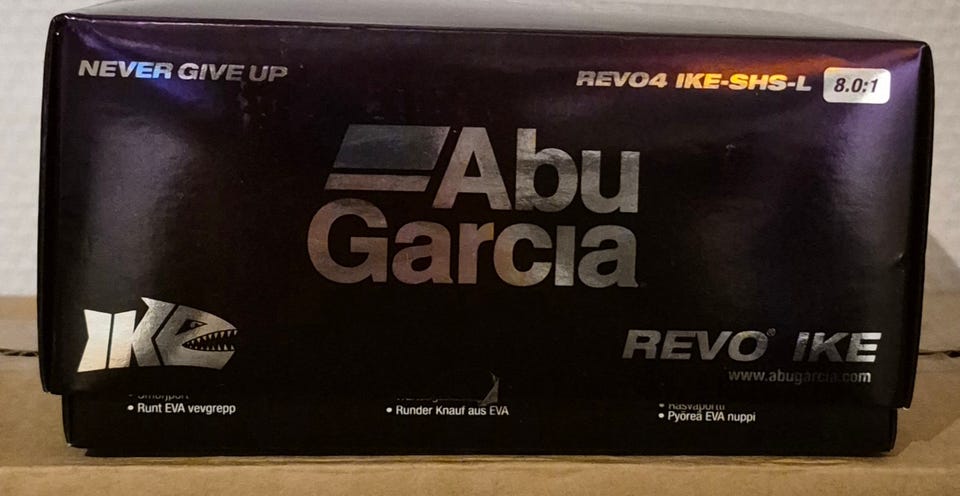 NEVER GIVE UP
REVO4 IKE-SHS-L 8.0:1
Abu
Garcia
IKE
REVO® IKE
www.abugarcia.com
• Runt EVA vevgrepp
• Runder Knauf aus EVA
• Pyöreä EVA nuppi